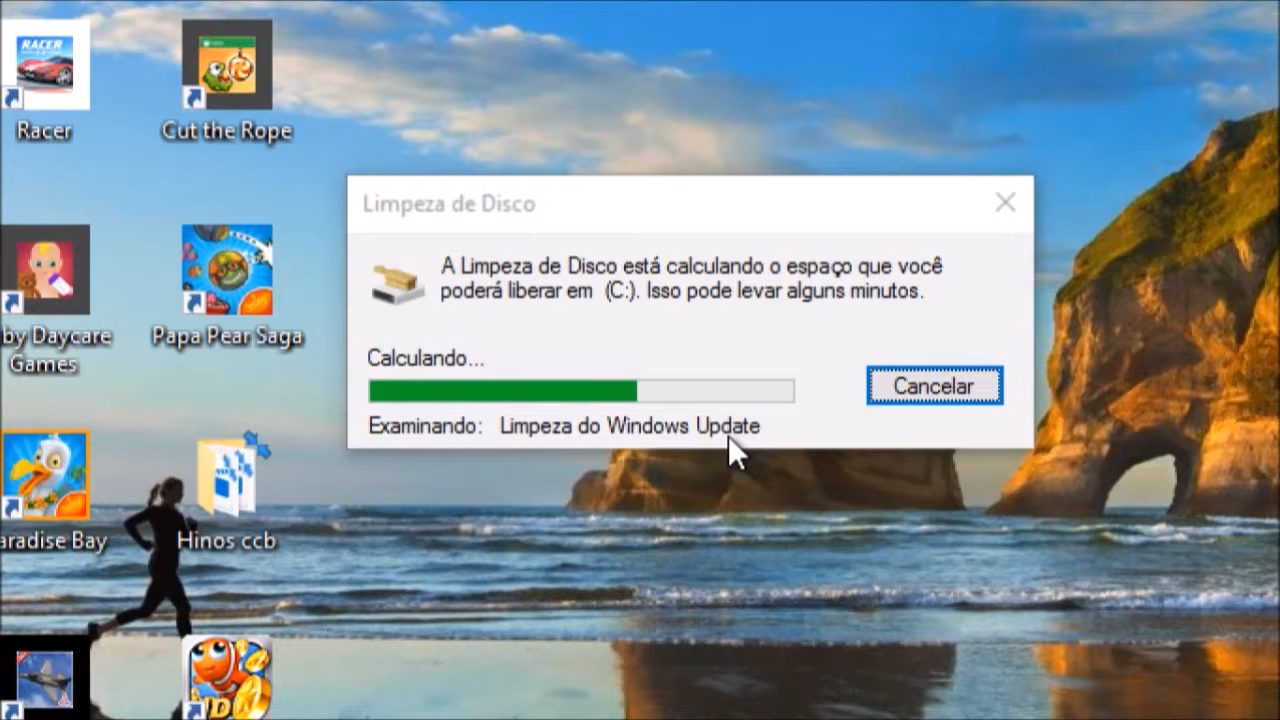 RACER
Racer
Cut the Rope
Limpeza de Disco
A Limpeza de Disco está calculando o espaço que você
poderá liberar em (C:). Isso pode levar alguns minutos.
Calculando...
Cancelar
Examinando: Limpeza do Windows Update
by Daycare
Games
Papa Pear Saga
aradise Bay
Hinos ccb